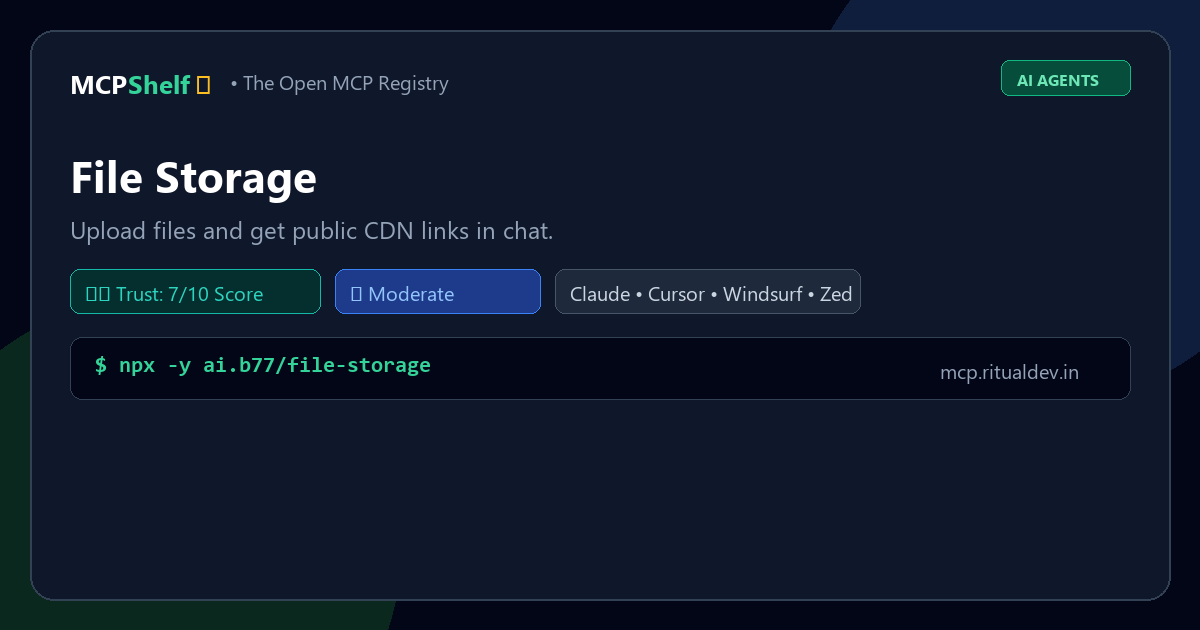 MCPShelf • The Open MCP Registry
AI AGENTS
File Storage
Upload files and get public CDN links in chat.
Trust: 7/10 Score
Moderate
Claude • Cursor • Windsurf • Zed
$ npx -y ai.b77/file-storage
mcp.ritualdev.in